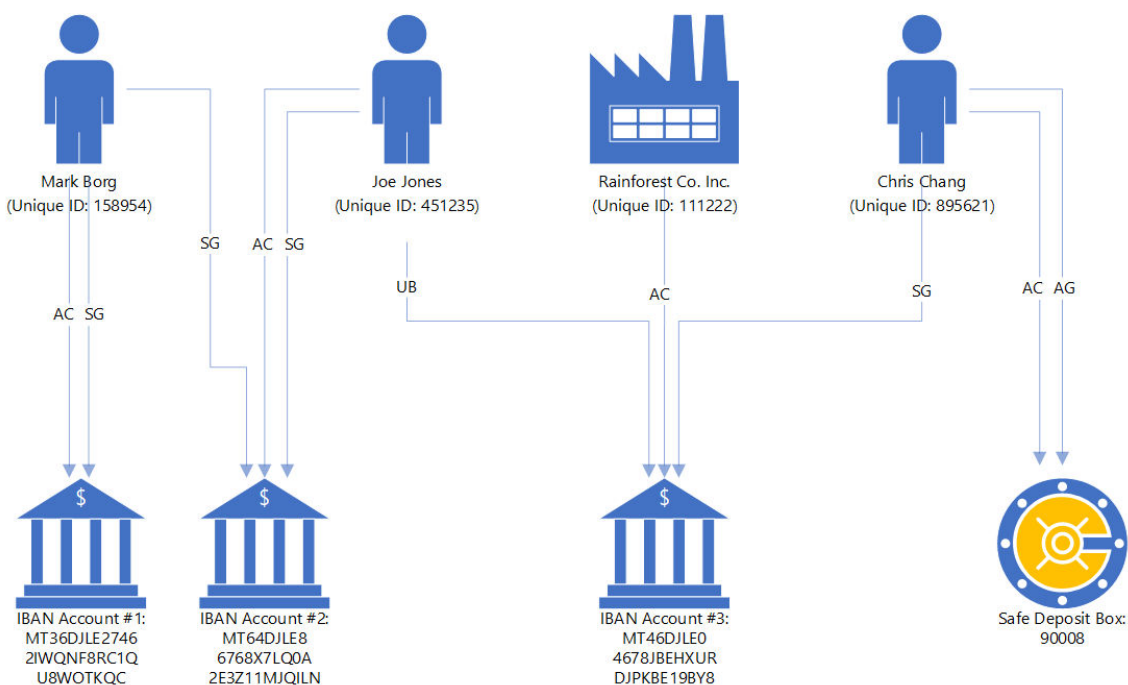 Mark Borg
(Unique ID: 158954)
Joe Jones
(Unique ID: 451235)
Rainforest Co. Inc.
(Unique ID: 111222)
Chris Chang
(Unique ID: 895621)
SG
AC
SG
UB
AC
SG
AC
AG
AC
SG
$
$
$
IBAN Account #1:
MT36DJLE2746
2IWQNF8RC1Q
U8WOTKQC
IBAN Account #2:
MT64DJLE8
6768X7LQ0A
2E3Z11MJQILN
IBAN Account #3:
MT46DJLE0
4678JBEHXUR
DJPKBE19BY8
Safe Deposit Box:
90008